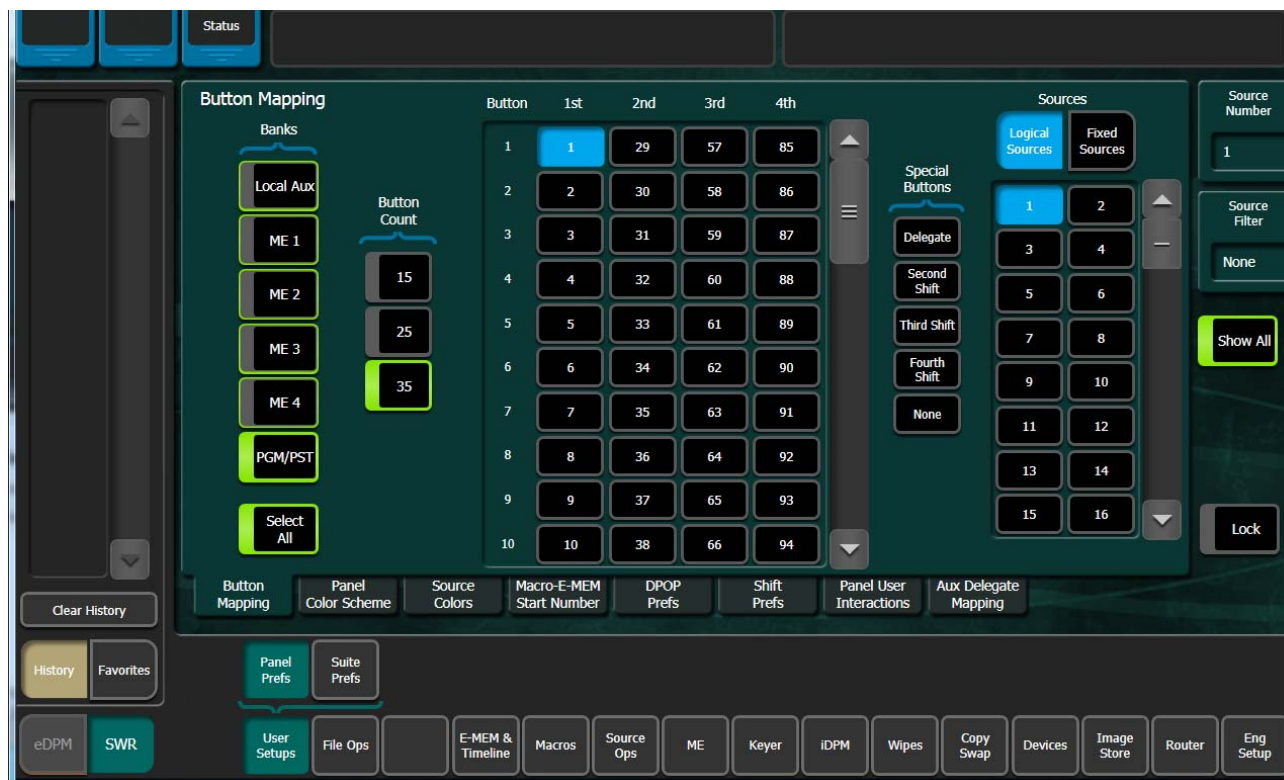 Status
Button Mapping
Banks
Local Aux
ME 1
ME 2
ME 3
ME 4
PGM/PST
Select
All
Button
Count
15
25
35
Button 1st 2nd 3rd 4th
1 1 29 57 85
2 2 30 58 86
3 3 31 59 87
4 4 32 60 88
5 5 33 61 89
6 6 34 62 90
7 7 35 63 91
8 8 36 64 92
9 9 37 65 93
10 10 38 66 94
Special
Buttons
Delegate
Second
Shift
Third Shift
Fourth
Shift
None
Sources
Logical
Sources
Fixed
Sources
1 2
3 4
5 6
7 8
9 10
11 12
13 14
15 16
Source
Number
1
Source
Filter
None
Show All
Lock
Button
Mapping
Panel
Color Scheme
Source
Colors
Macro-E-MEM
Start Number
DPOP
Prefs
Shift
Prefs
Panel User
Interactions
Aux Delegate
Mapping
Clear History
History
Favorites
Panel
Prefs
Suite
Prefs
eDPM
SWR
User
Setups
File Ops
E-MEM &
Timeline
Macros
Source
Ops
ME
Keyer
iDPM
Wipes
Copy
Swap
Devices
Image
Store
Router
Eng
Setup